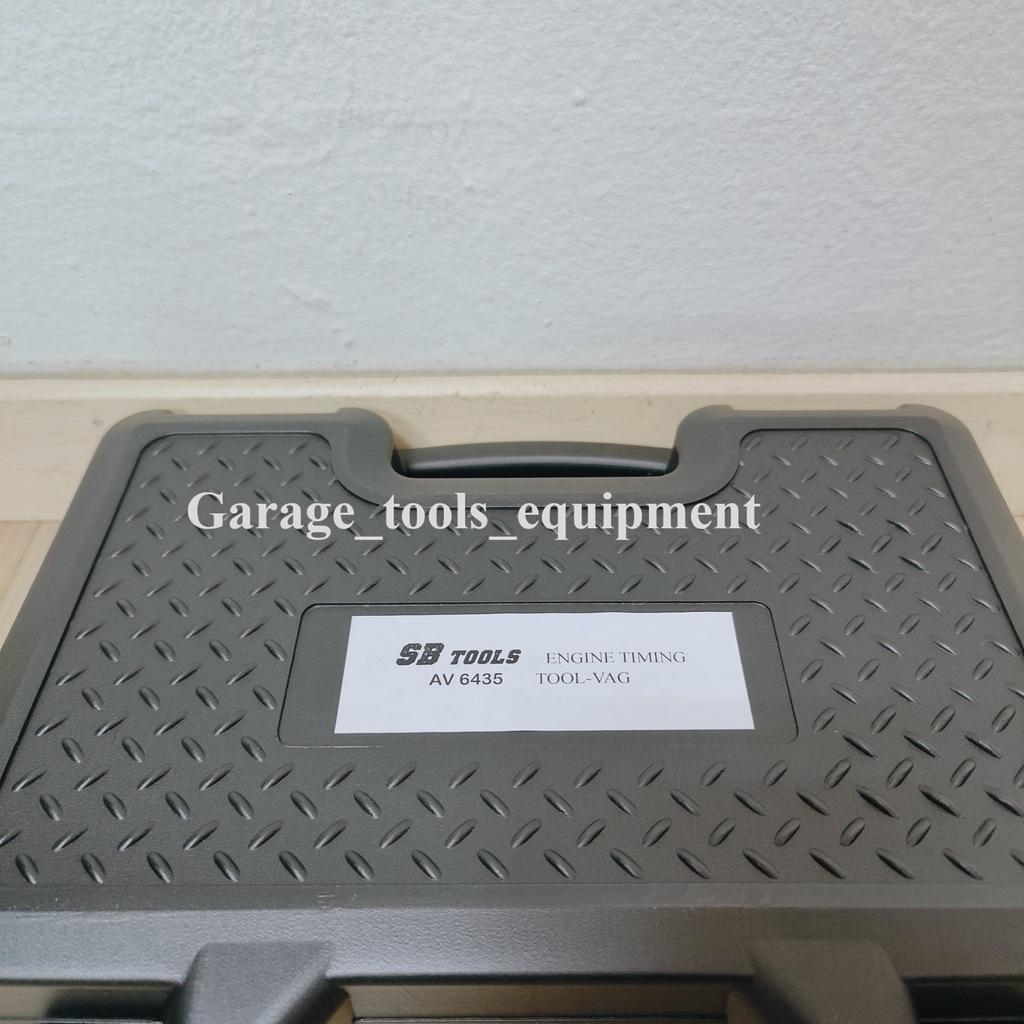 Garage_tools_equipment
SB TOOLS ENGINE TIMING
AV 6435 TOOL-VAG